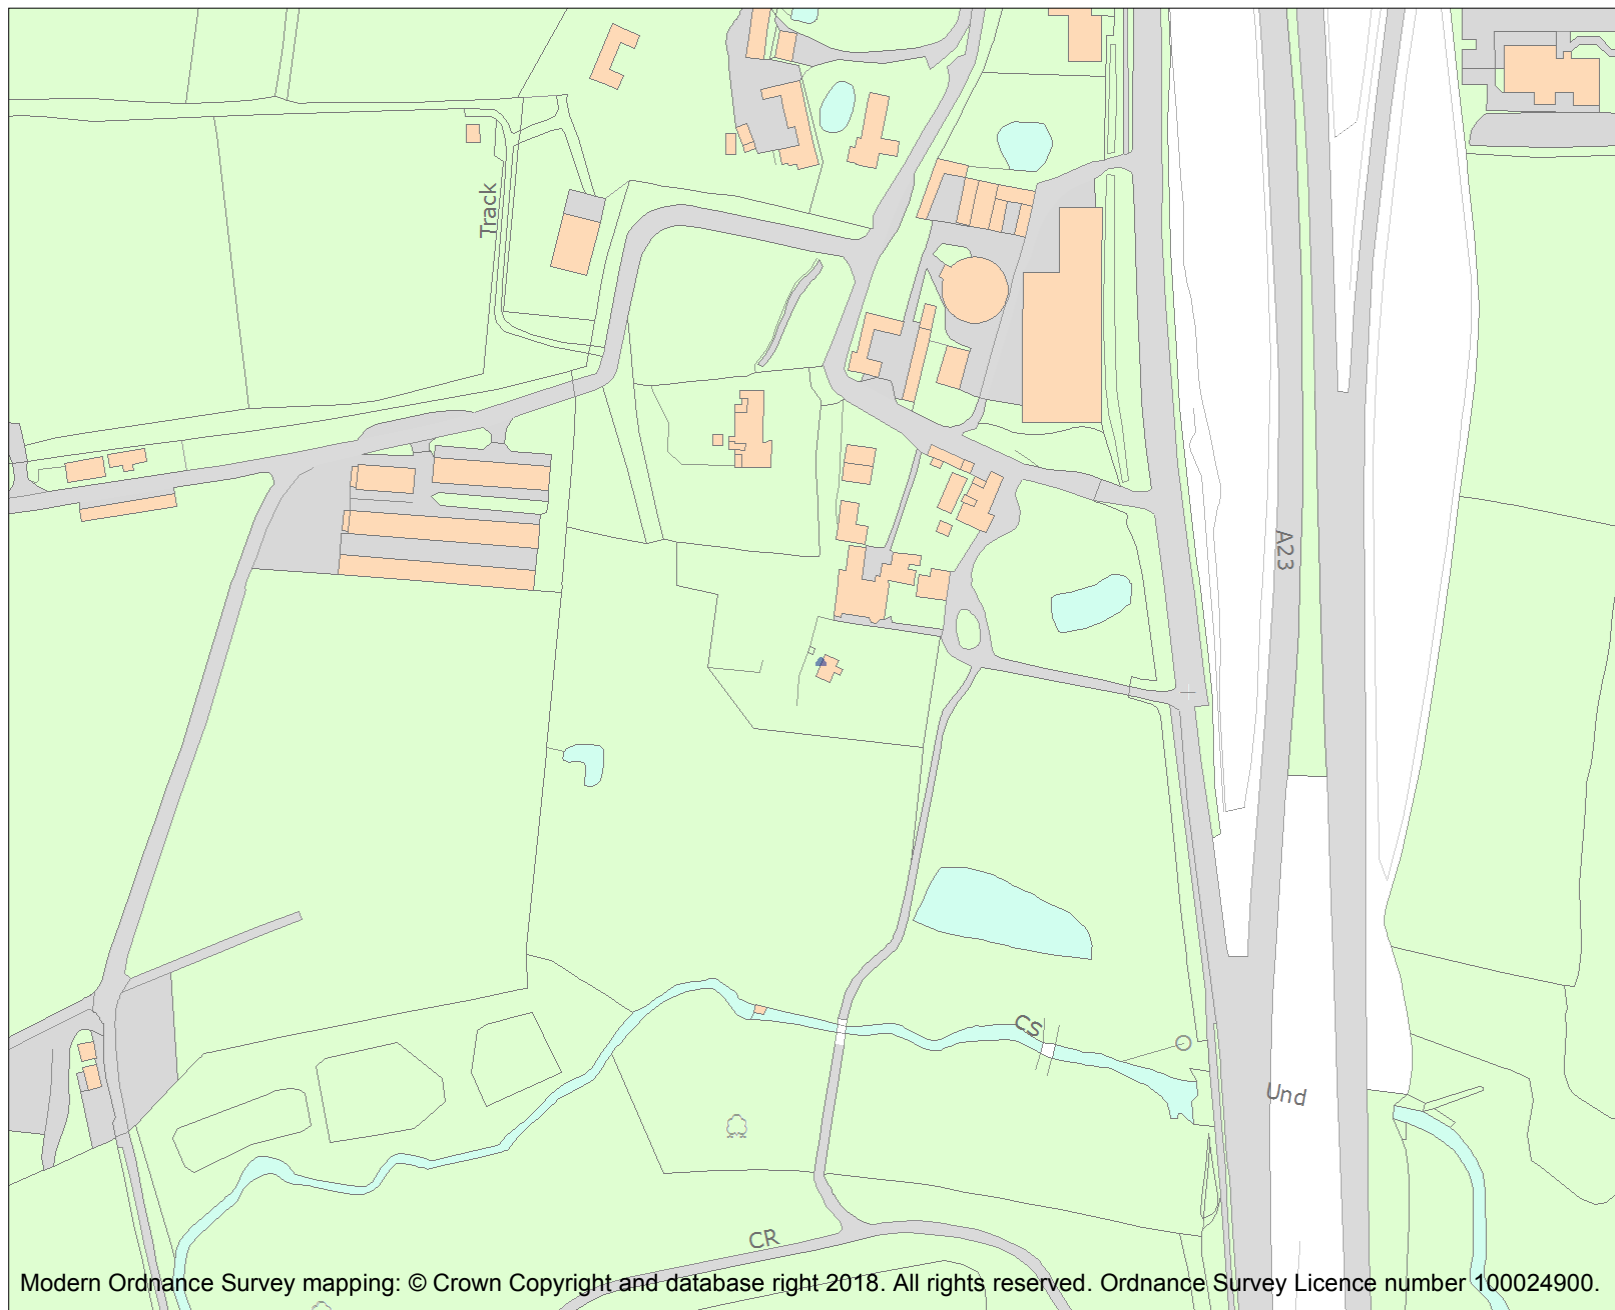 Track
A23
CS
Und
CR
Modern Ordnance Survey mapping: © Crown Copyright and database right 2018. All rights reserved. Ordnance Survey Licence number 100024900.